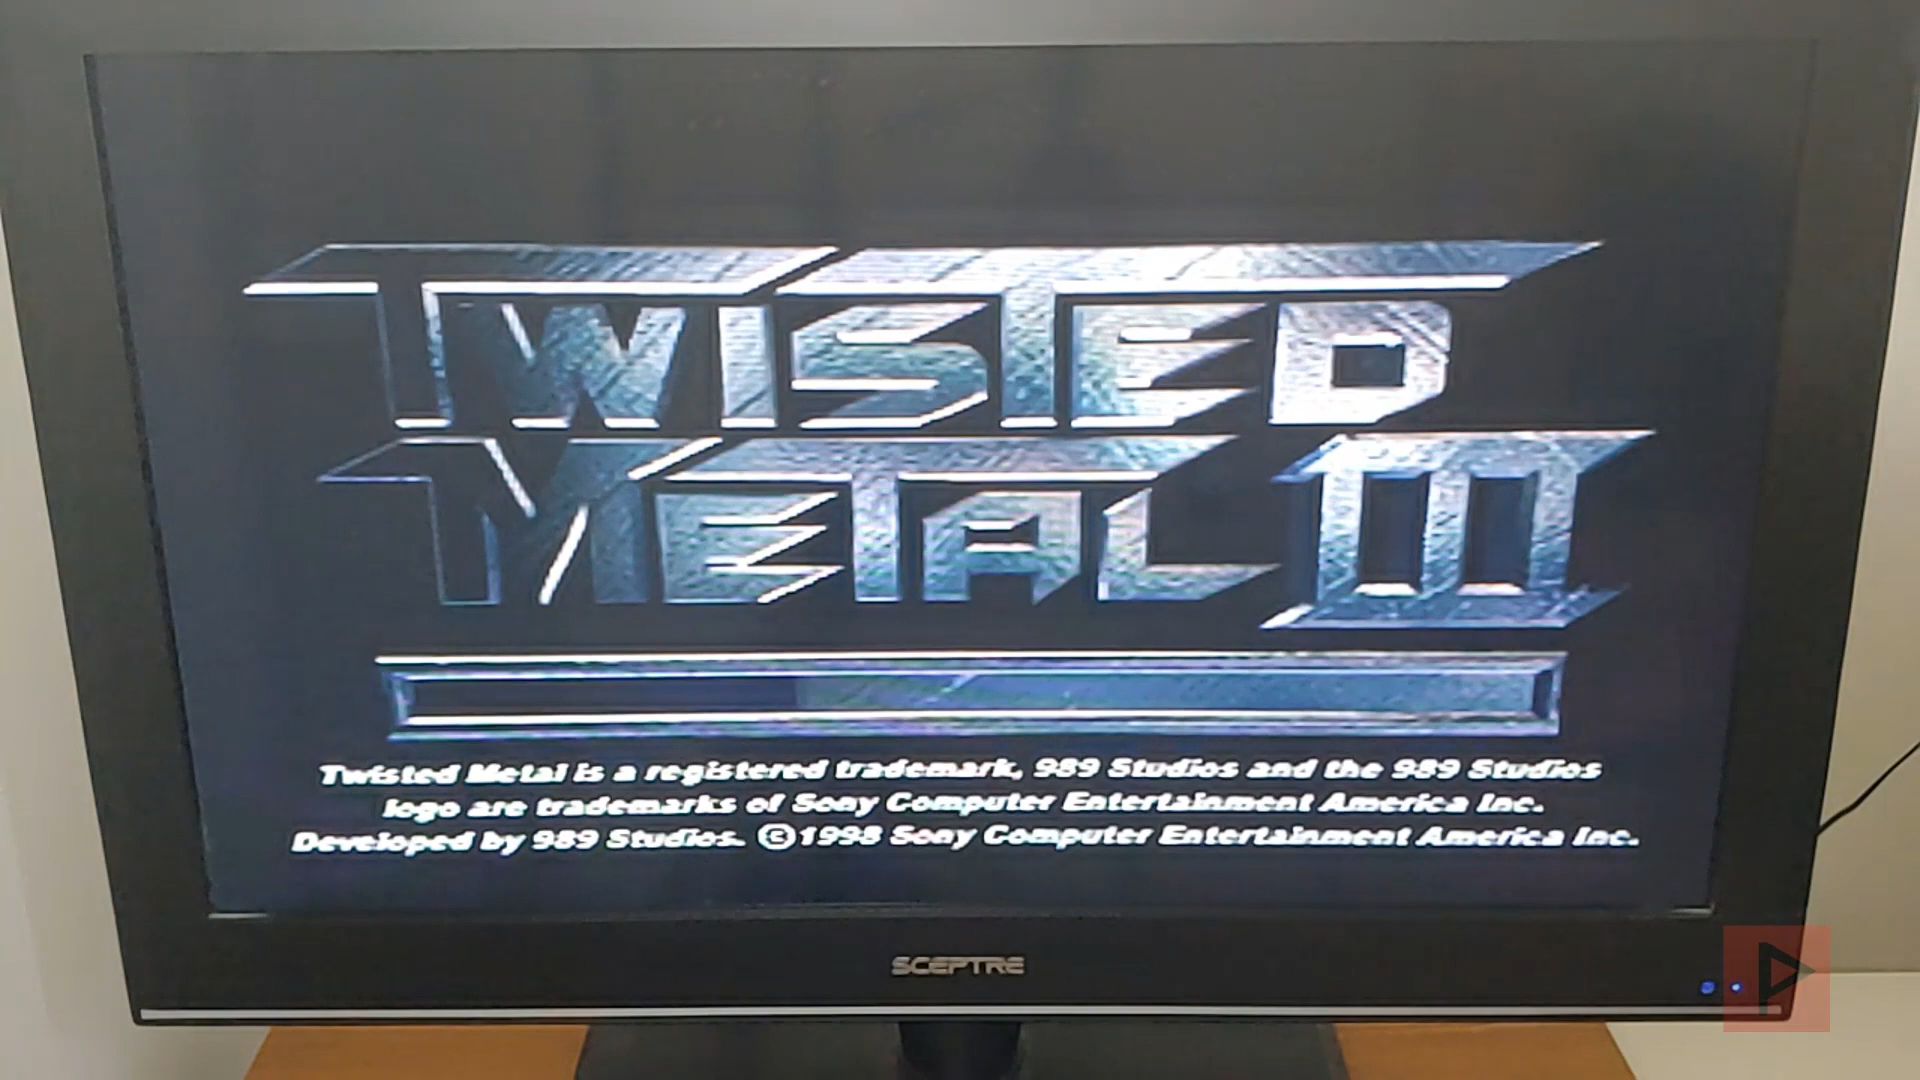 TWISTED
METAL III
Twisted Metal is a registered trademark, 989 Studios and the 989 Studios
logo are trademarks of Sony Computer Entertainment America Inc.
Developed by 989 Studios. ©1998 Sony Computer Entertainment America Inc.
SCEPTRE